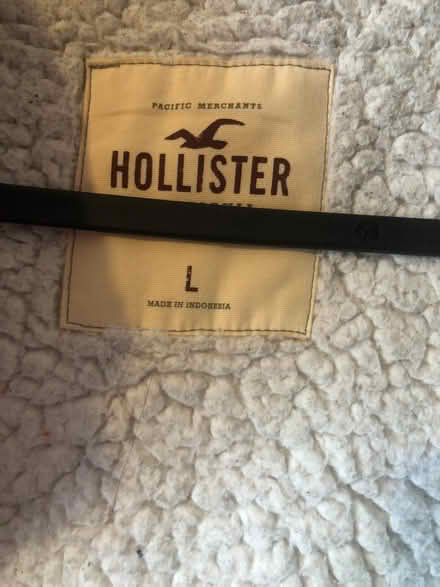 PACIFIC MERCHANTS
HOLLISTER
L
MADE IN INDONESIA